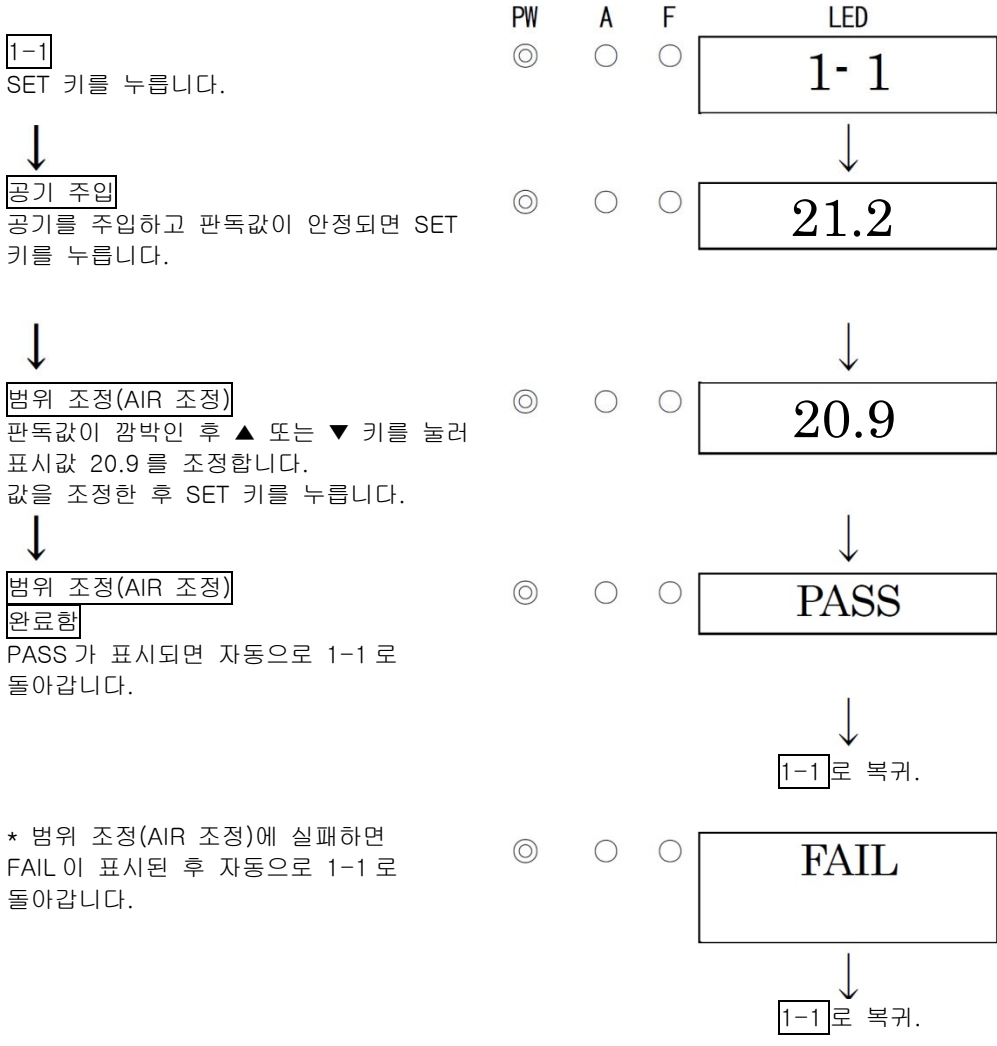 PW A F LED
1-1
◎ ○ ○ 1- 1
SET 키를 누릅니다.
↓ ↓
공기 주입
◎ ○ ○ 21.2
공기를 주입하고 판독값이 안정되면 SET
키를 누릅니다.
↓ ↓
범위 조정(AIR 조정)
◎ ○ ○ 20.9
판독값이 깜박인 후 ▲ 또는 ▼ 키를 눌러
표시값 20.9 를 조정합니다.
값을 조정한 후 SET 키를 누릅니다.
↓ ↓
범위 조정(AIR 조정)
◎ ○ ○ PASS
완료함
PASS 가 표시되면 자동으로 1-1 로
돌아갑니다.
↓
1-1 로 복귀.
* 범위 조정(AIR 조정)에 실패하면
◎ ○ ○ FAIL
FAIL 이 표시된 후 자동으로 1-1 로
돌아갑니다.
↓
1-1 로 복귀.